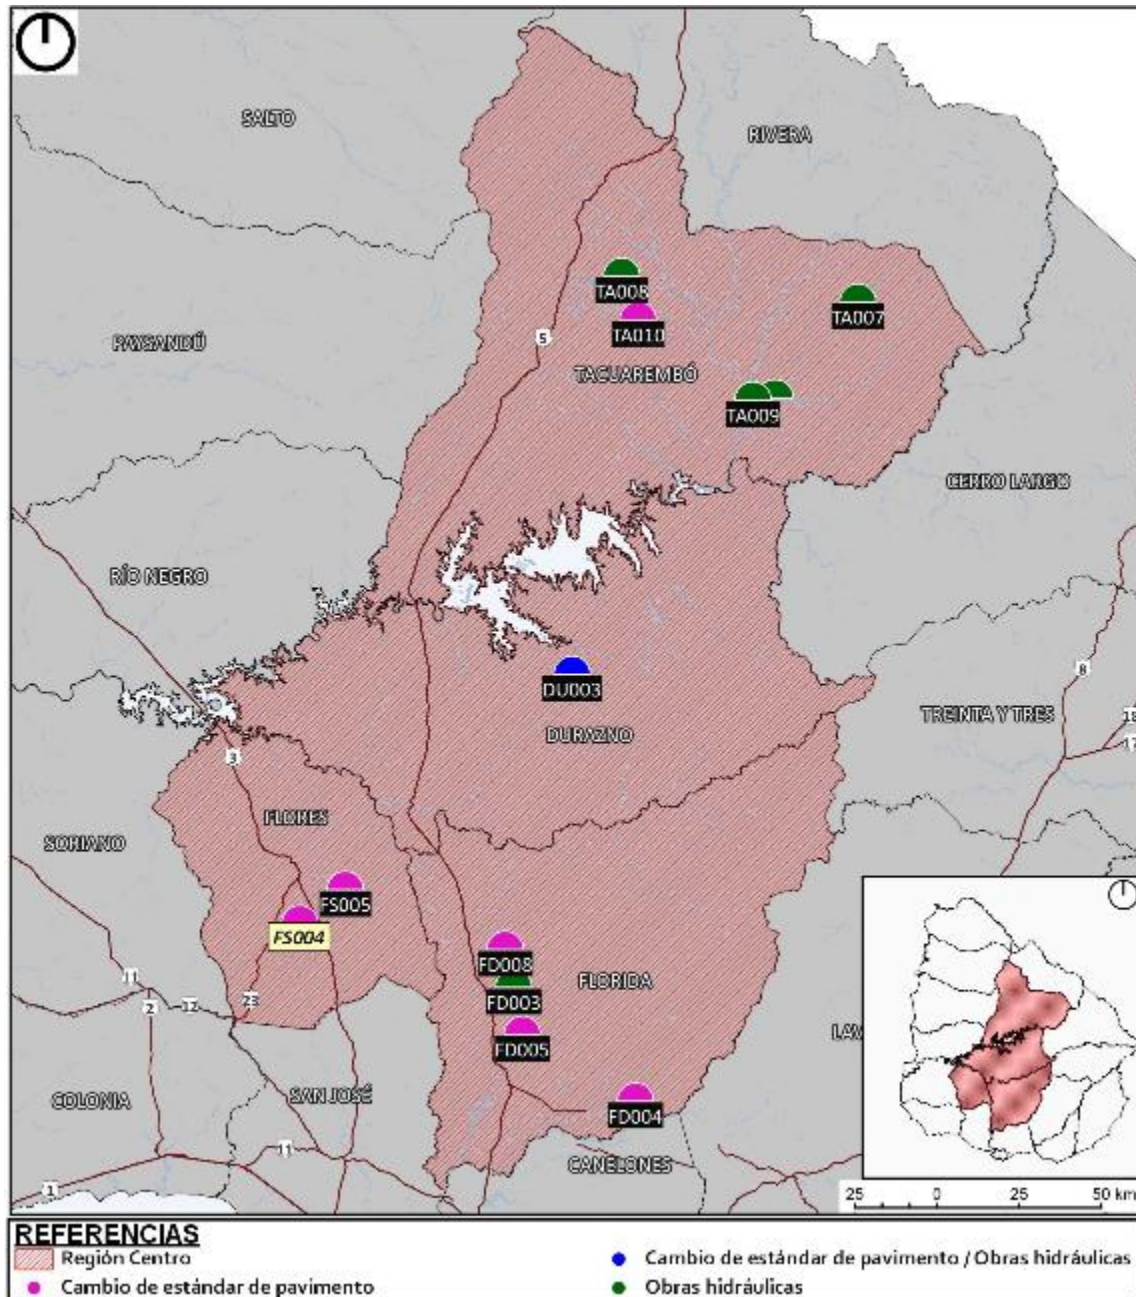 SALTO
RIVERA
TA008
TA007
TA010
5
PAYSANDÚ
TACUAREMBÓ
TA009
CERRO LARGO
RÍO NEGRO
8
DU003
TREINTA Y TRES
18
DURAZNO
17
3
FLORES
SORIANO
FS005
FS004
FD008
11
FLORIDA
23
FD003
2
12
LAV
FD005
SAN JOSÉ
COLONIA
FD004
11
CANELONES
1
25 0 25 50 km
REFERENCIAS
Región Centro
Cambio de estándar de pavimento / Obras hidráulicas
Cambio de estándar de pavimento
Obras hidráulicas